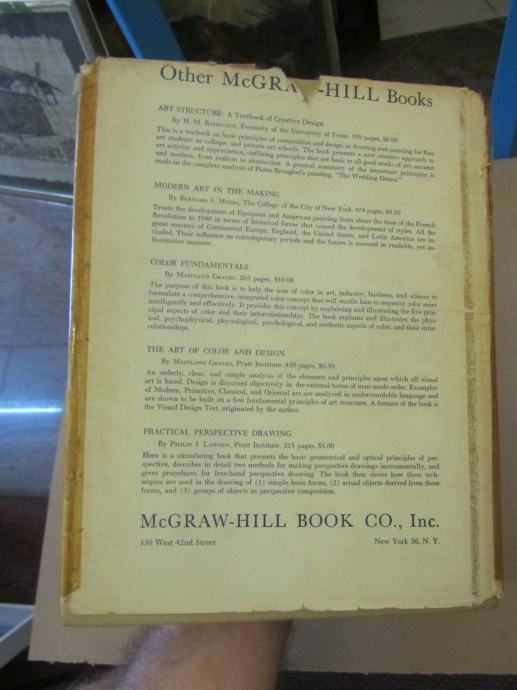 Other McGRAW-HILL Books
ART STRUCTURE: A Textbook of Creative Design
By H. M. Rasmusen, Formerly of the University of Texas. 109 pages, $6.00
This is a textbook on basic principles of composition and design in drawing and painting for fine
art students in colleges and private art schools. The book presents a new creative approach to
art activity and appreciation, outlining principles that are basic to all good works of art, ancient
and modern, from realism to abstraction. A general summary of the important principles is
made in the complete analysis of Pieter Brueghel's painting, "The Wedding Dance."
MODERN ART IN THE MAKING
By Bernard S. Myers, The College of the City of New York. 474 pages, $8.50
Treats the development of European and American painting from about the time of the French
Revolution to 1940 in terms of historical forces that caused the development of styles. All the
great masters of Continental Europe, England, the United States, and Latin America are in-
cluded. Their influence on contemporary periods and the future is assessed in readable, yet au-
thoritative manner.
COLOR FUNDAMENTALS
By Maitland Graves. 203 pages, $10.00
The purpose of this book is to help the user of color in art, industry, business, and science to
formulate a comprehensive, integrated color concept that will enable him to organize color more
intelligently and effectively. It provides this concept by explaining and illustrating the five prin-
cipal aspects of color and their interrelationships. The book explains and illustrates the phys-
ical, psychophysical, physiological, psychological, and aesthetic aspects of color, and their inter
relationships.
THE ART OF COLOR AND DESIGN
By Maitland Graves, Pratt Institute. 439 pages, $6.50
An orderly, clear, and simple analysis of the elements and principles upon which all visual
art is based. Design is discussed objectively in the rational terms of man-made order. Examples
of Modern, Primitive, Classical, and Oriental art are analyzed in understandable language and
are shown to be built on a few fundamental principles of art structure. A feature of the book is
the Visual Design Test, originated by the author.
PRACTICAL PERSPECTIVE DRAWING
By Philip J. Lawson, Pratt Institute. 215 pages, $5.00
Here is a stimulating book that presents the basic geometrical and optical principles of per-
spective, describes in detail two methods for making perspective drawings instrumentally, and
gives procedures for free-hand perspective drawing. The book then shows how these tech-
niques are used in the drawing of (1) simple basic forms, (2) actual objects derived from these
forms, and (3) groups of objects in perspective composition.
McGRAW-HILL BOOK CO., Inc.
330 West 42nd Street New York 36, N. Y.